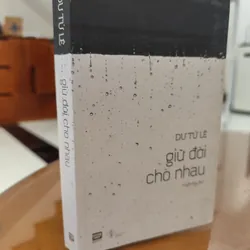 DU TỬ LÊ
giữ đời cho nhau
DU TỬ LÊ
giữ đời
cho nhau